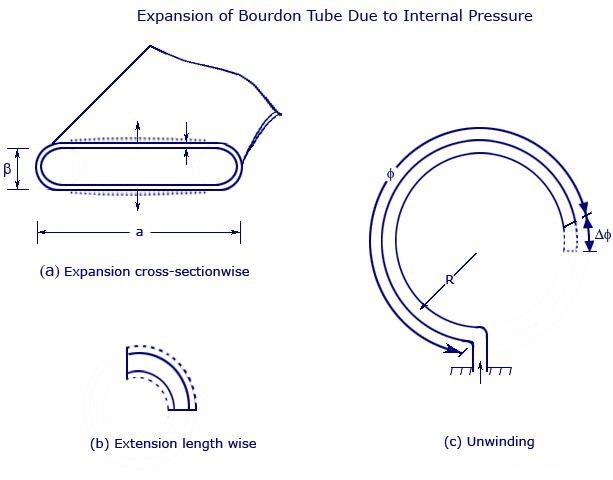 Expansion of Bourdon Tube Due to Internal Pressure
β
a
(a) Expansion cross-sectionwise
ϕ
Δϕ
R
(b) Extension length wise
(c) Unwinding